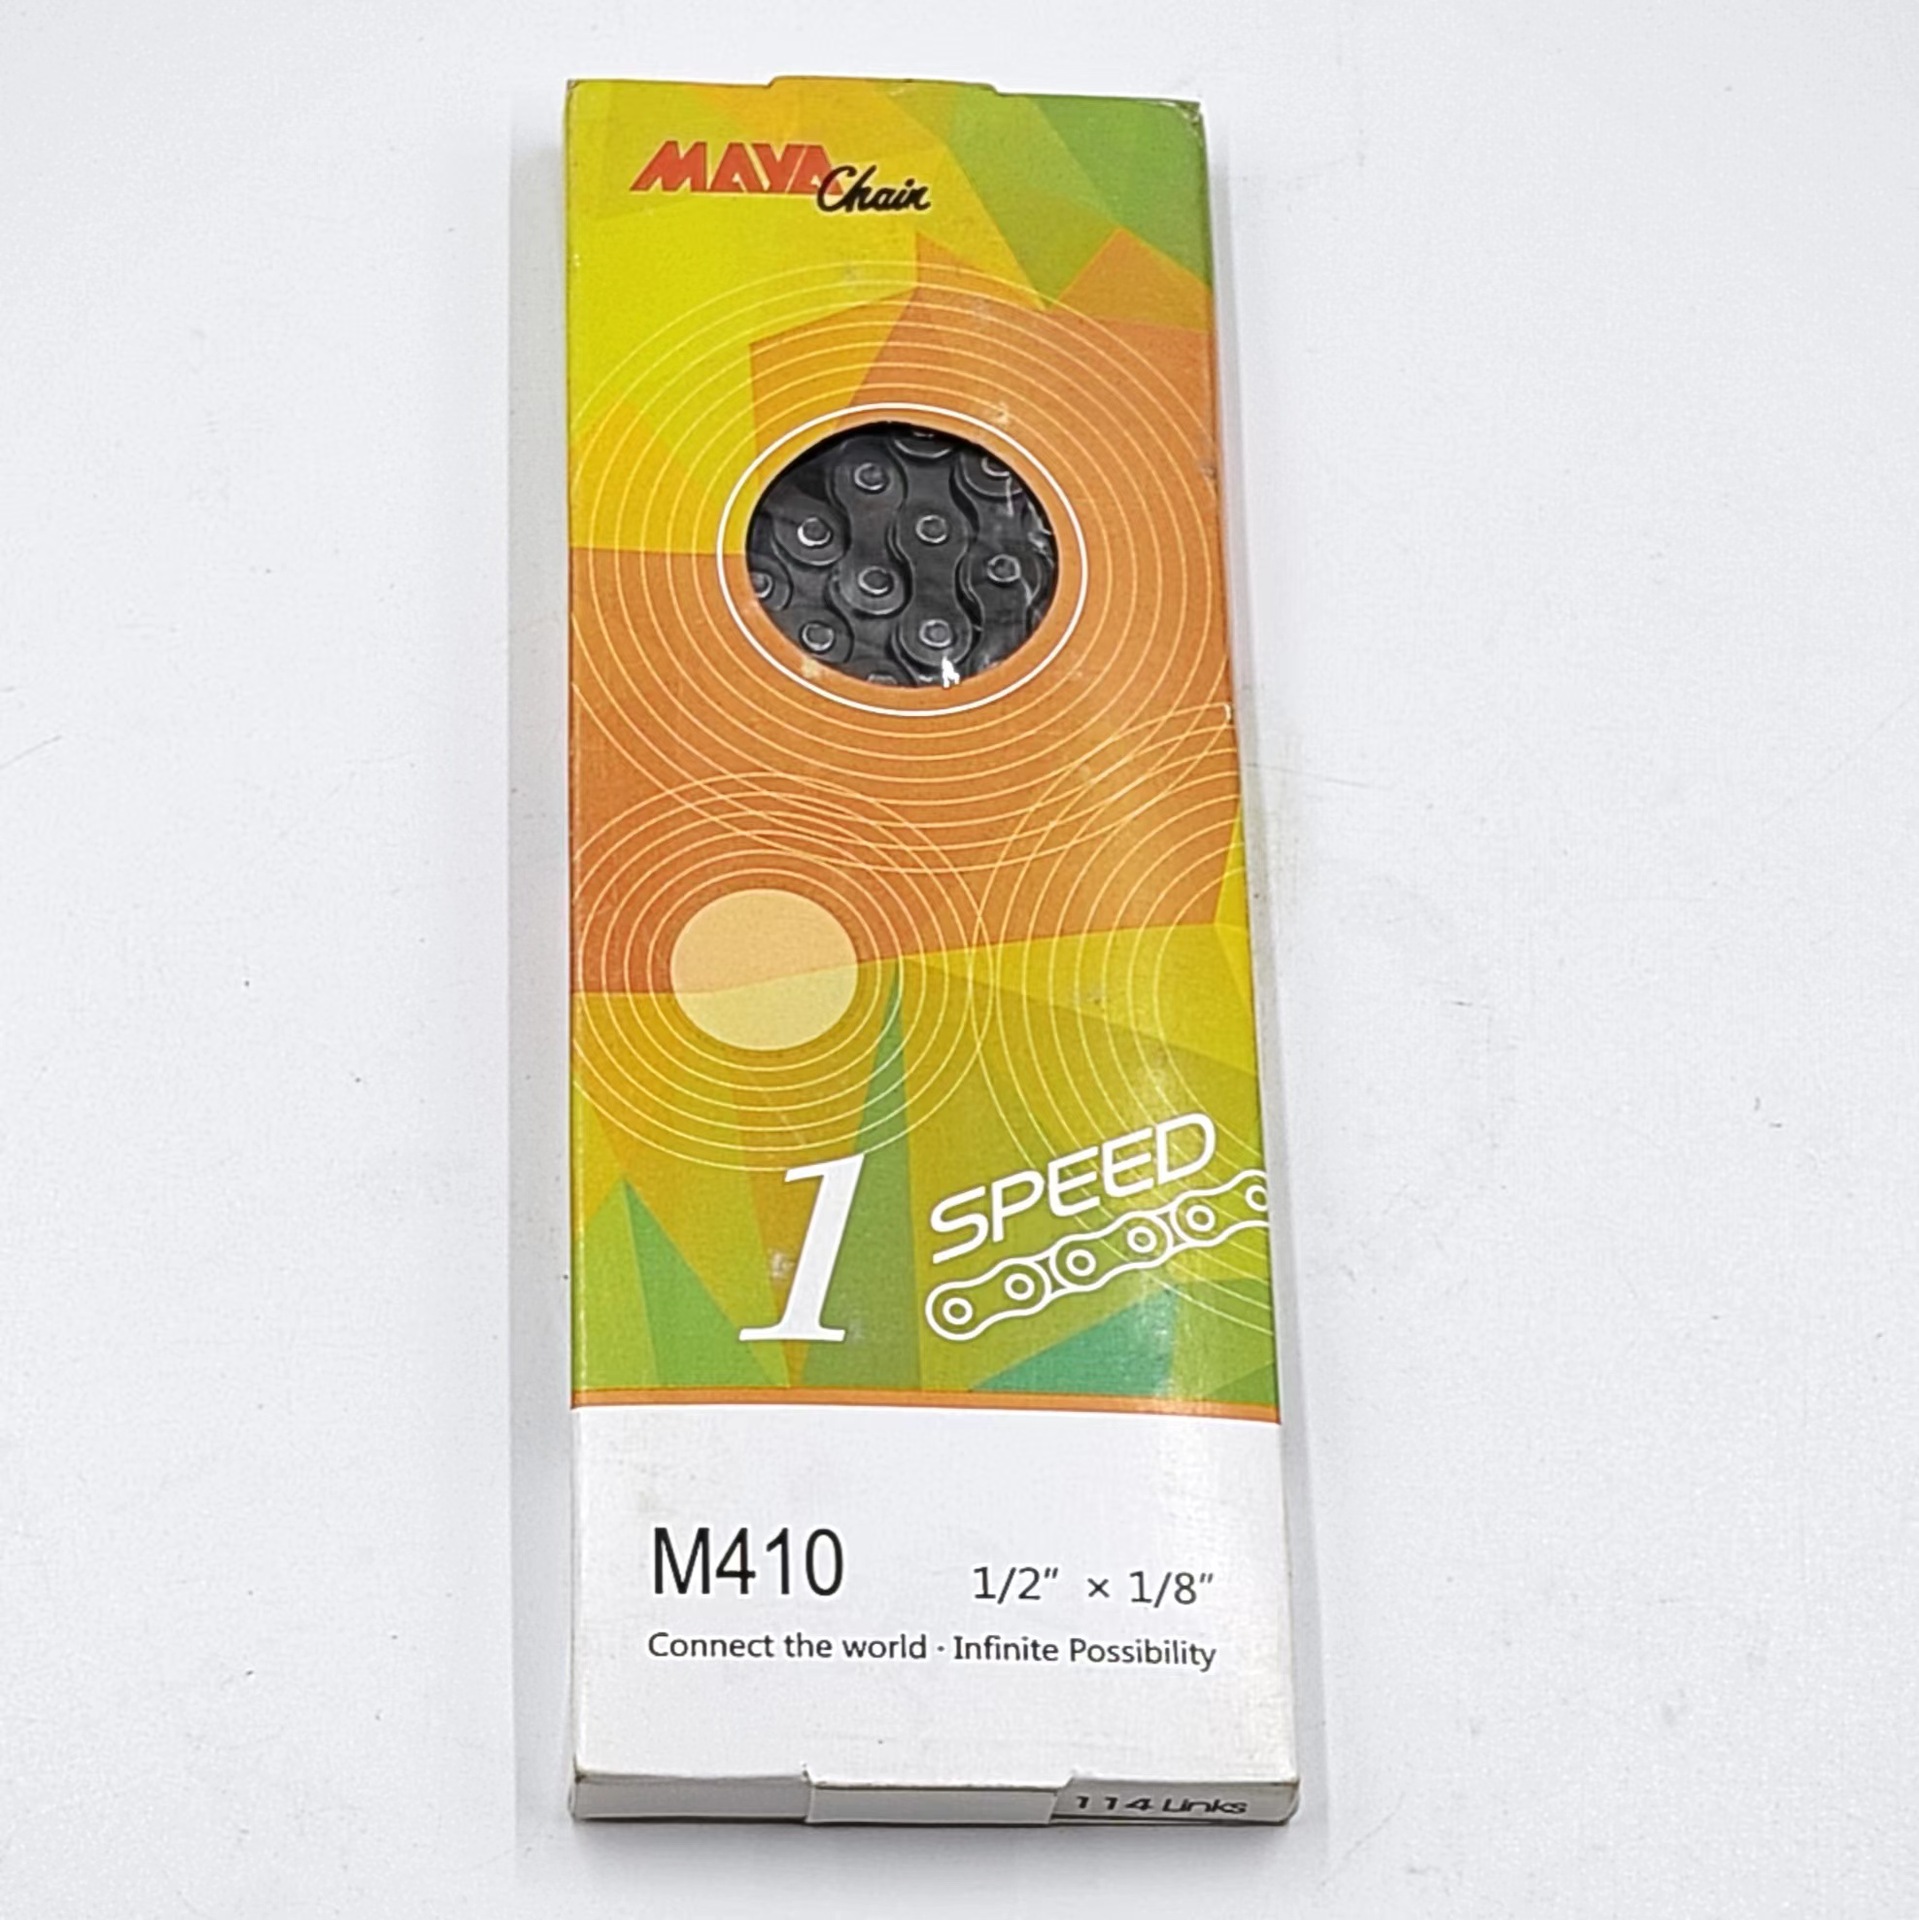 MAYA Chain
1 SPEED
M410 1/2" × 1/8"
Connect the world · Infinite Possibility
114 Links